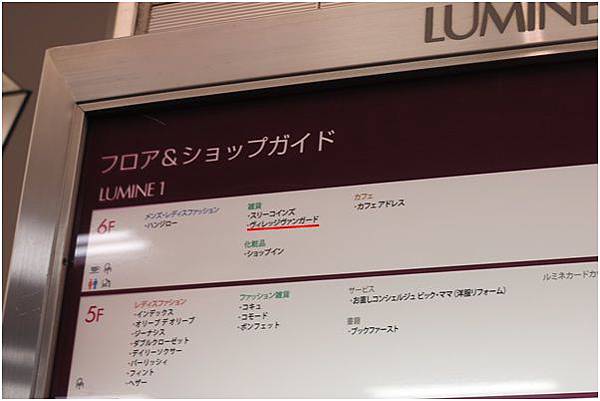 LUMINE
フロア&ショップガイド
LUMINE 1
6F
メンズ・レディスファッション
・ハンジロー
雑貨
・スリーコインズ
・ヴィレッジヴァンガード
化粧品
・ショップイン
カフェ
・カフェアドレス
5F
レディスファッション
・インデックス
・オリーブ デ オリーブ
・ジーナシス
・ダブルクローゼット
・デイリーソクサー
・パーリッシィ
・フィント
・ヘザー
ファッション雑貨
・コキュ
・コモード
・ボンフェット
サービス
・お直しコンシェルジュ ビック・ママ(洋服リフォーム)
書籍
・ブックファースト
ルミネカードカ